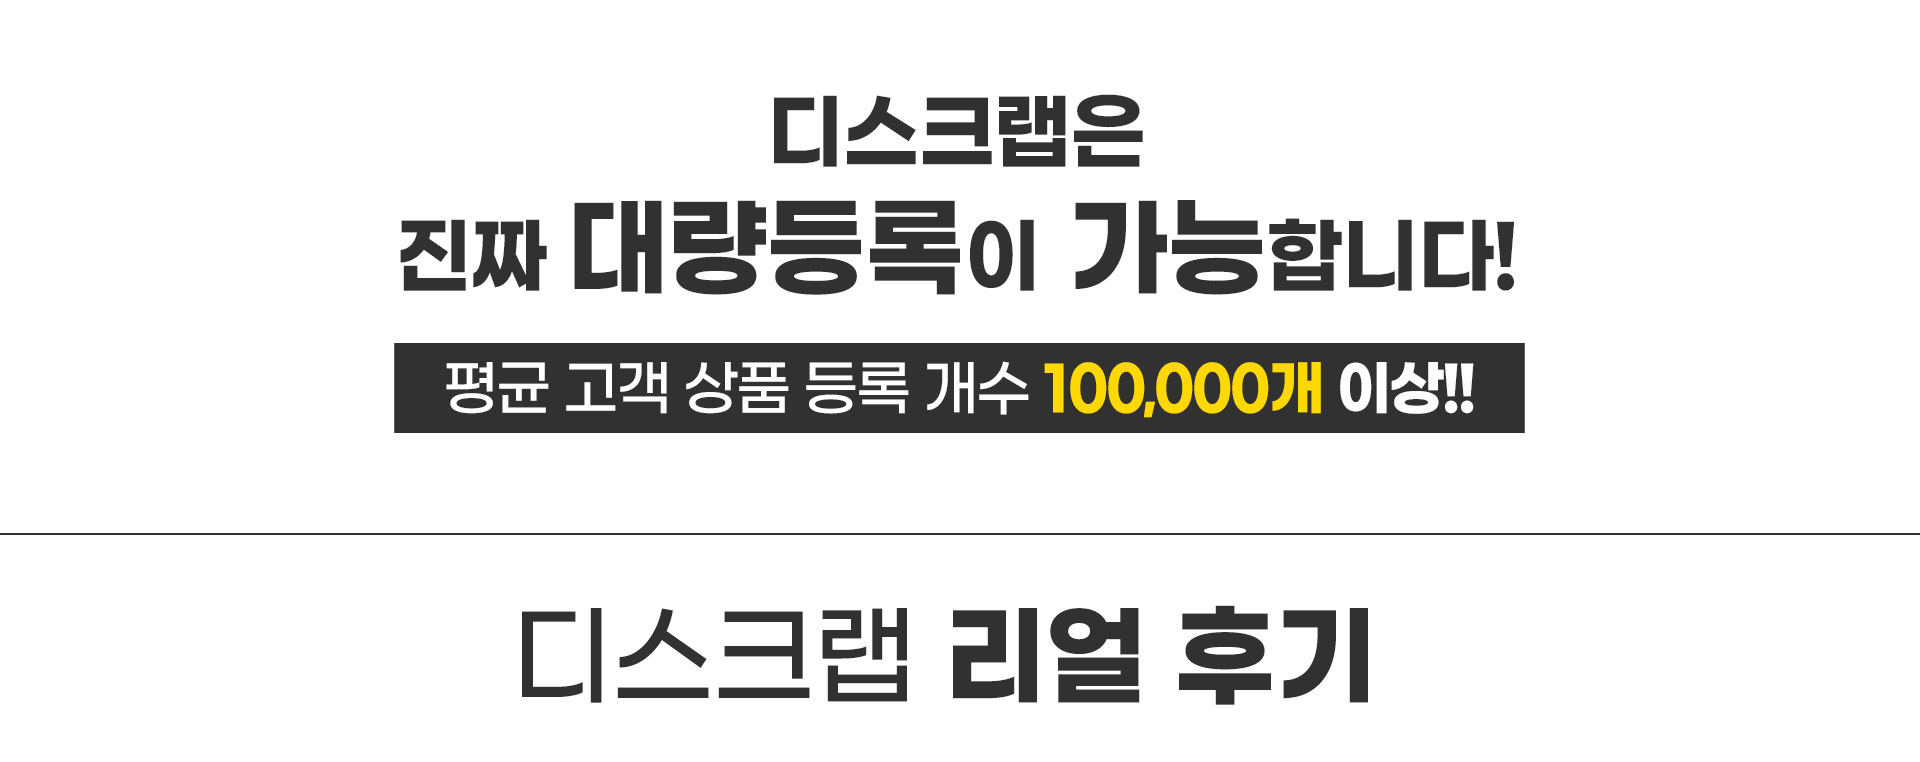 디스크랩은
진짜 대량등록이 가능합니다!
평균 고객 상품 등록 개수 100,000개 이상!!
디스크랩 리얼 후기